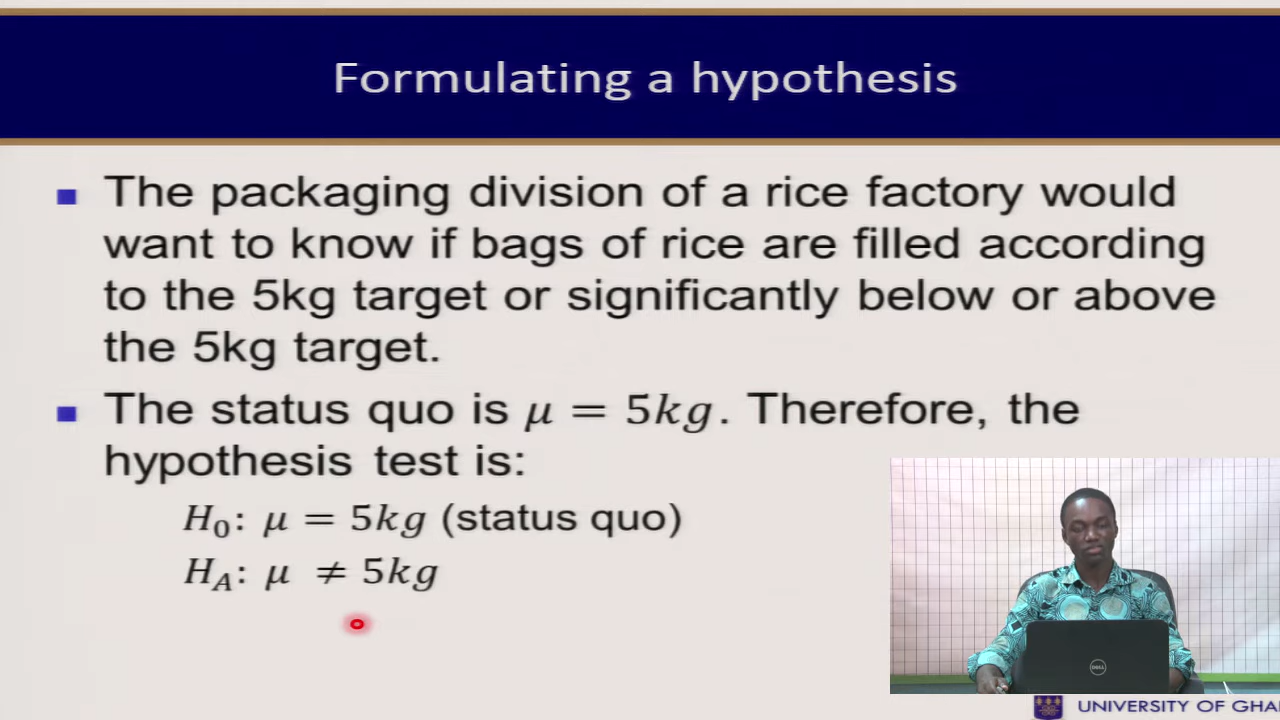 Formulating a hypothesis
The packaging division of a rice factory would
want to know if bags of rice are filled according
to the 5kg target or significantly below or above
the 5kg target.
The status quo is μ = 5kg. Therefore, the
hypothesis test is:
H₀: μ = 5kg (status quo)
H_A: μ ≠ 5kg
DELL
UNIVERSITY OF GHA